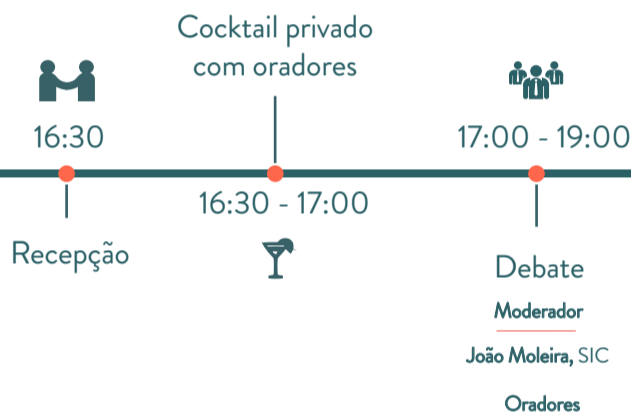 16:30
Recepção
Cocktail privado
com oradores
16:30 - 17:00
17:00 - 19:00
Debate
Moderador
João Moleira, SIC
Oradores